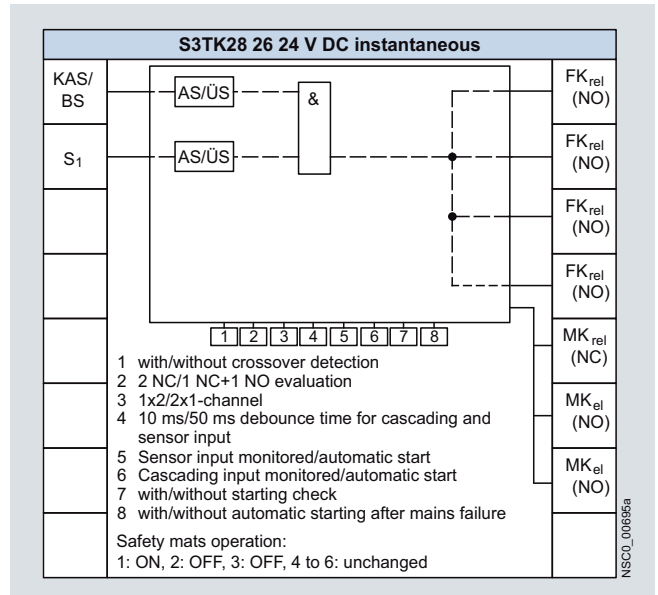 S3TK28 26 24 V DC instantaneous
KAS/
BS
S1
AS/ÜS
AS/ÜS
&
FKrel
(NO)
FKrel
(NO)
FKrel
(NO)
FKrel
(NO)
MKrel
(NC)
MKel
(NO)
MKel
(NO)
1 2 3 4 5 6 7 8
1 with/without crossover detection
2 2 NC/1 NC+1 NO evaluation
3 1x2/2x1-channel
4 10 ms/50 ms debounce time for cascading and
sensor input
5 Sensor input monitored/automatic start
6 Cascading input monitored/automatic start
7 with/without starting check
8 with/without automatic starting after mains failure
Safety mats operation:
1: ON, 2: OFF, 3: OFF, 4 to 6: unchanged
NSC0_00695a